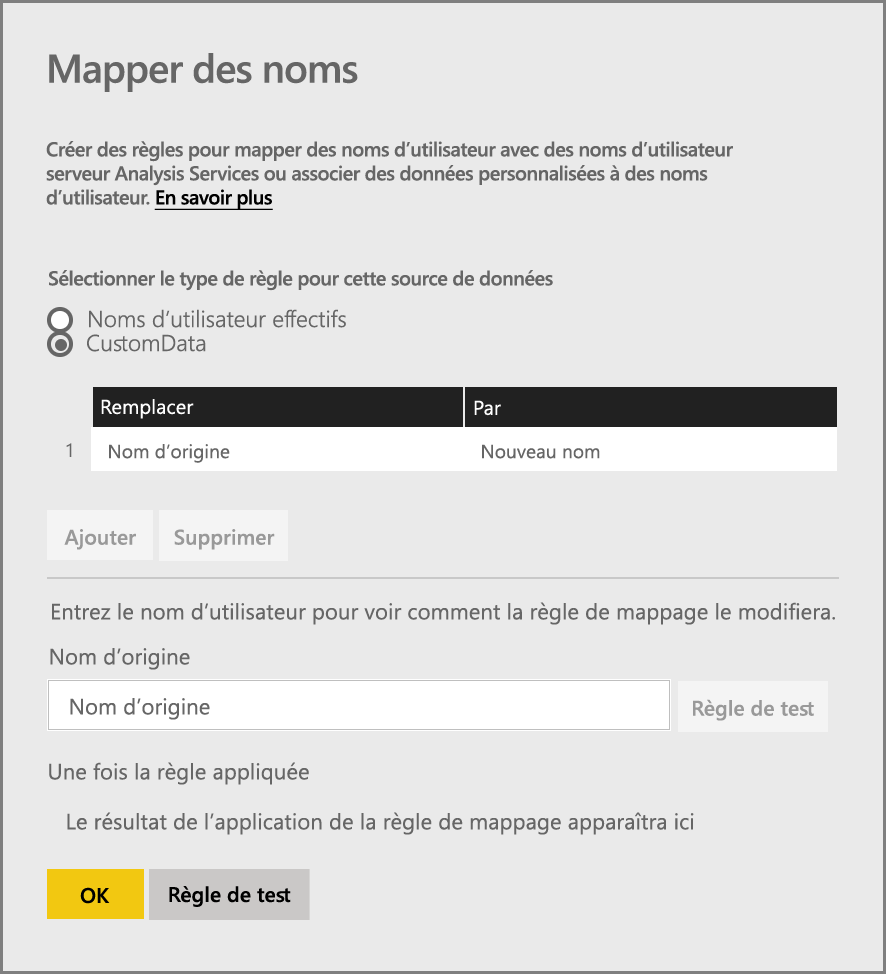 Mapper des noms
Créer des règles pour mapper des noms d’utilisateur avec des noms d’utilisateur
serveur Analysis Services ou associer des données personnalisées à des noms
d’utilisateur. En savoir plus
Sélectionner le type de règle pour cette source de données
Noms d’utilisateur effectifs
CustomData
Remplacer Par
1 Nom d’origine Nouveau nom
Ajouter Supprimer
Entrez le nom d’utilisateur pour voir comment la règle de mappage le modifiera.
Nom d’origine
Nom d’origine Règle de test
Une fois la règle appliquée
Le résultat de l’application de la règle de mappage apparaîtra ici
OK Règle de test